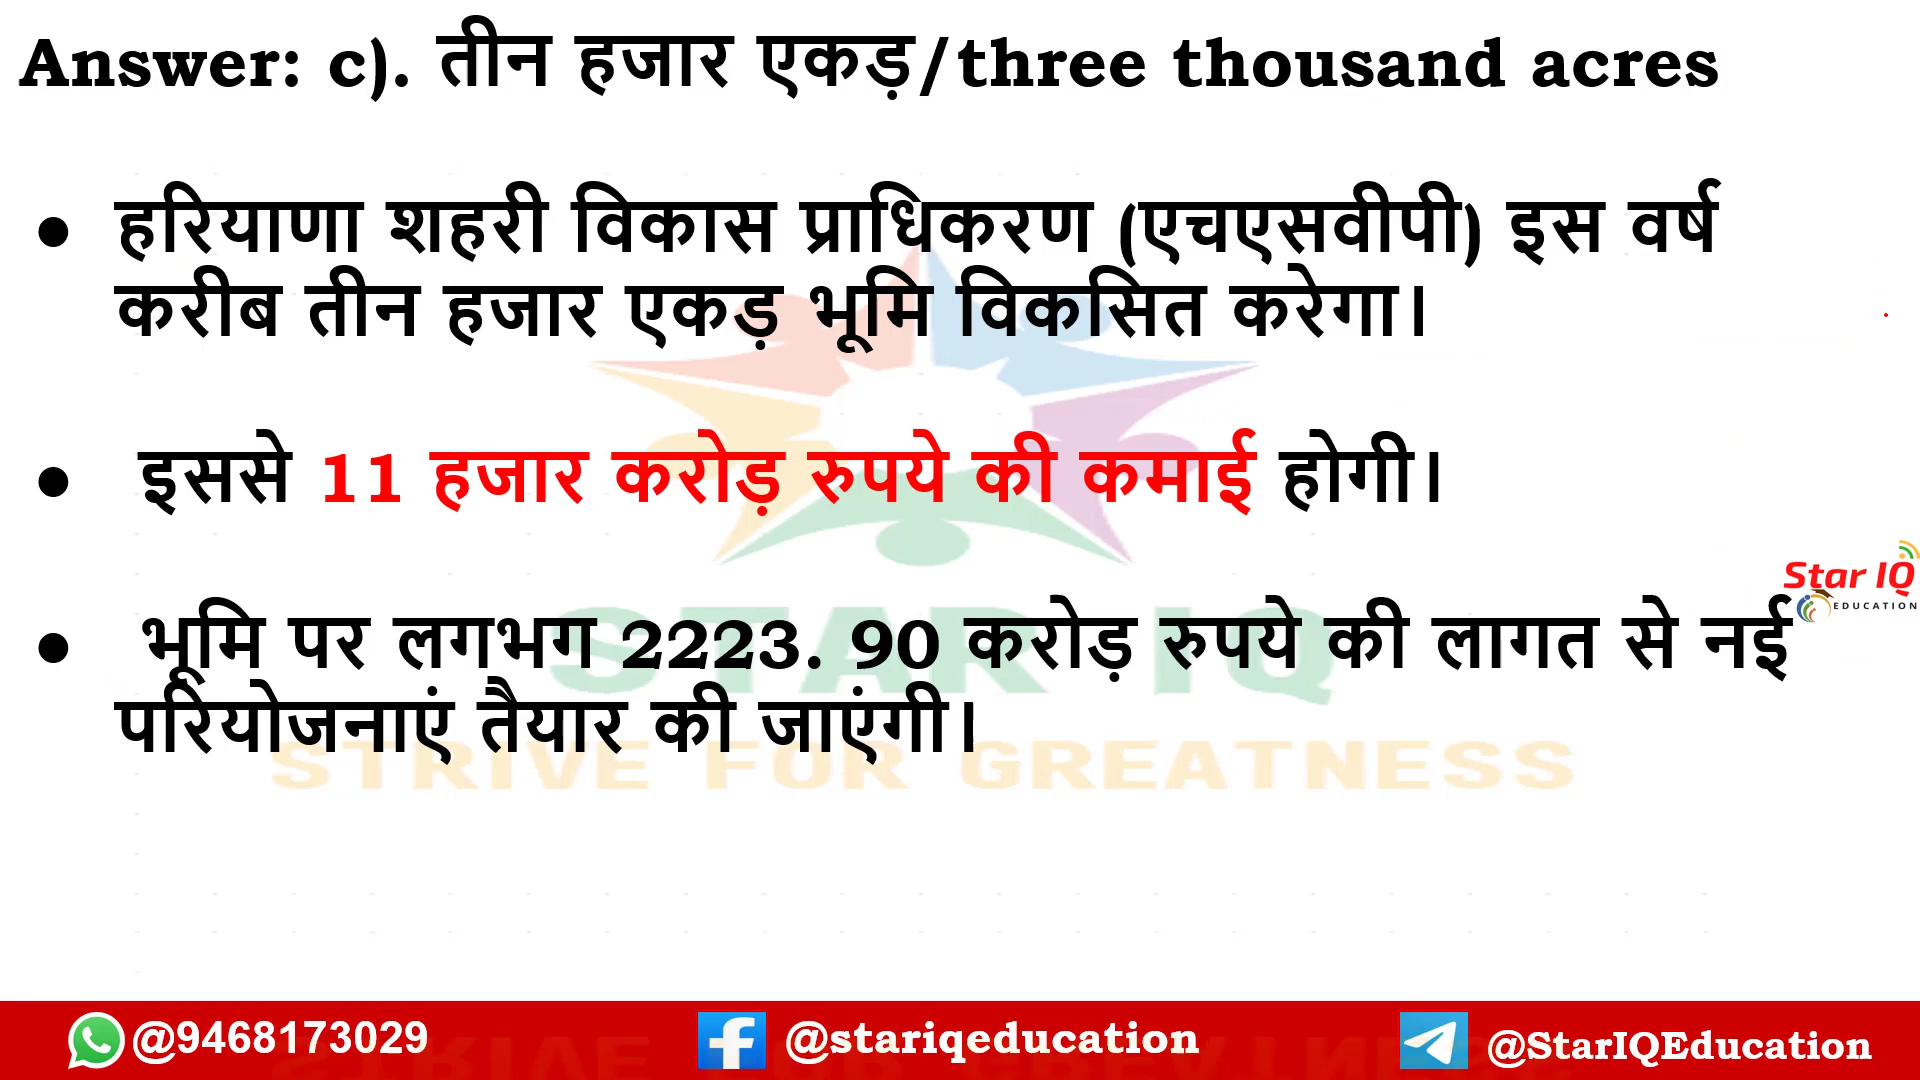 Answer: c). तीन हजार एकड़/three thousand acres
● हरियाणा शहरी विकास प्राधिकरण (एचएसवीपी) इस वर्ष
करीब तीन हजार एकड़ भूमि विकसित करेगा।
● इससे 11 हजार करोड़ रुपये की कमाई होगी।
● भूमि पर लगभग 2223. 90 करोड़ रुपये की लागत से नई
परियोजनाएं तैयार की जाएंगी।
STAR IQ
STRIVE FOR GREATNESS
Star IQ
EDUCATION
@9468173029
@stariqeducation
@StarIQEducation